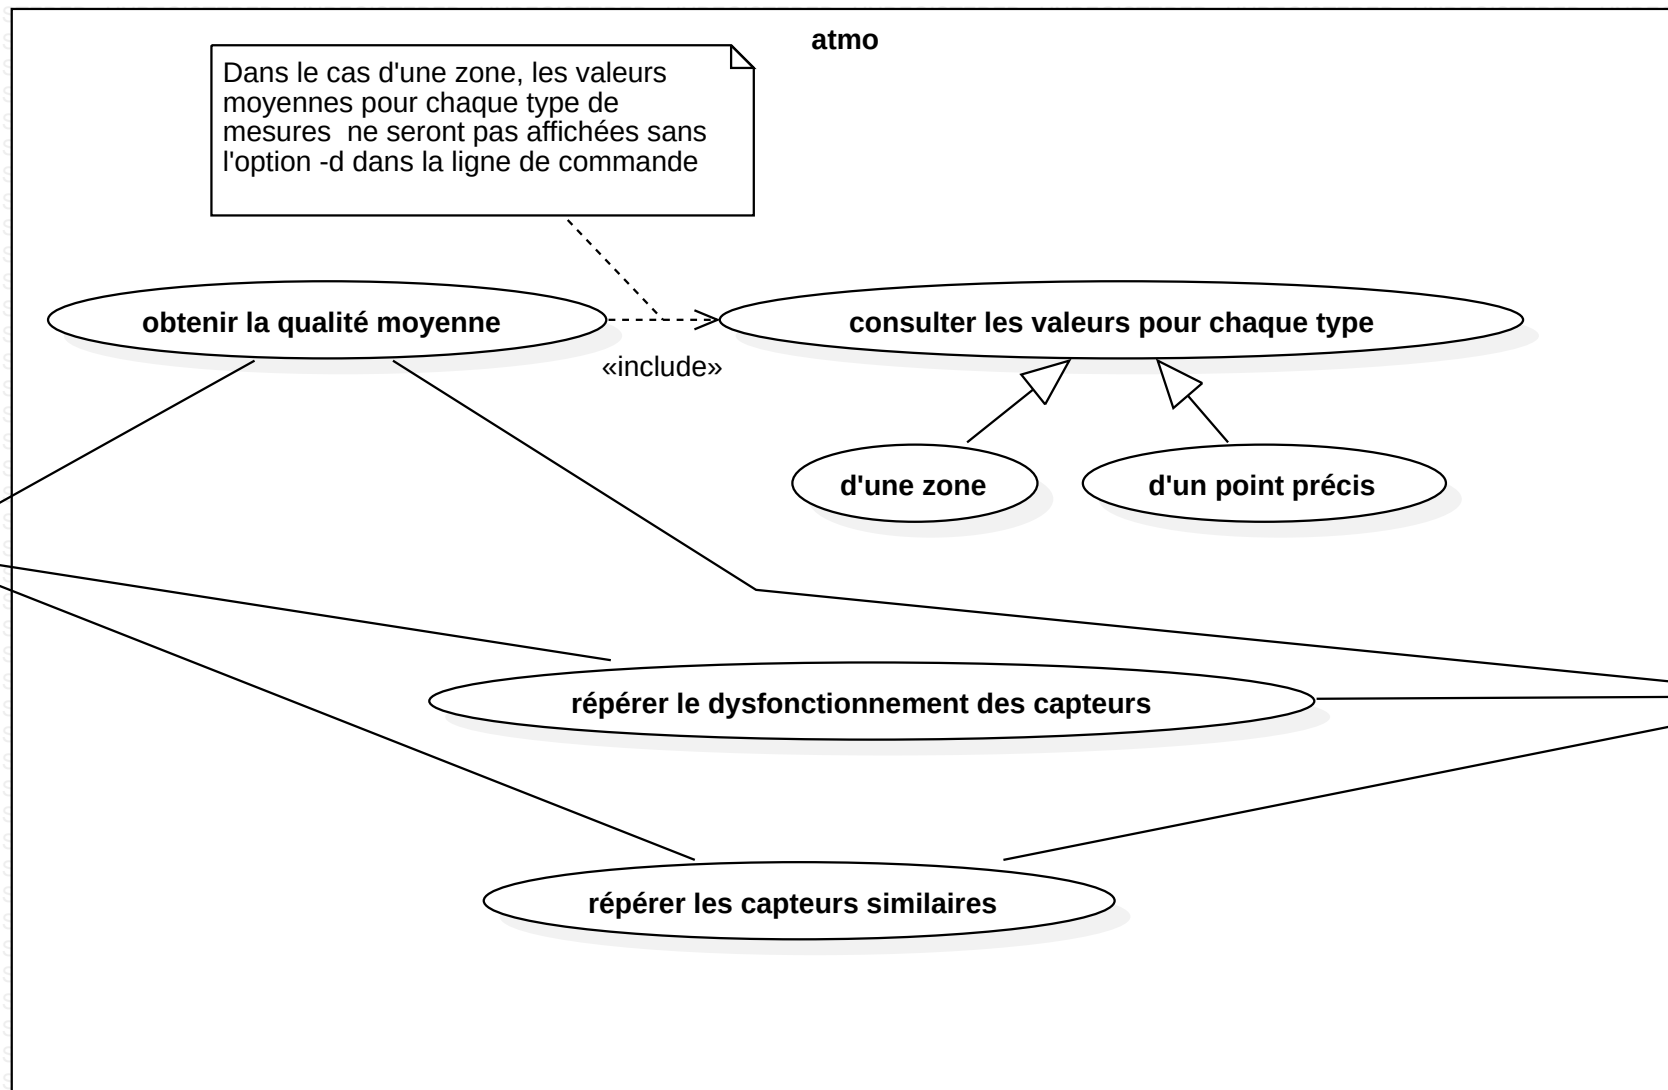 atmo
Dans le cas d'une zone, les valeurs
moyennes pour chaque type de
mesures  ne seront pas affichées sans
l'option -d dans la ligne de commande
obtenir la qualité moyenne
«include»
consulter les valeurs pour chaque type
d'une zone
d'un point précis
répérer le dysfonctionnement des capteurs
répérer les capteurs similaires